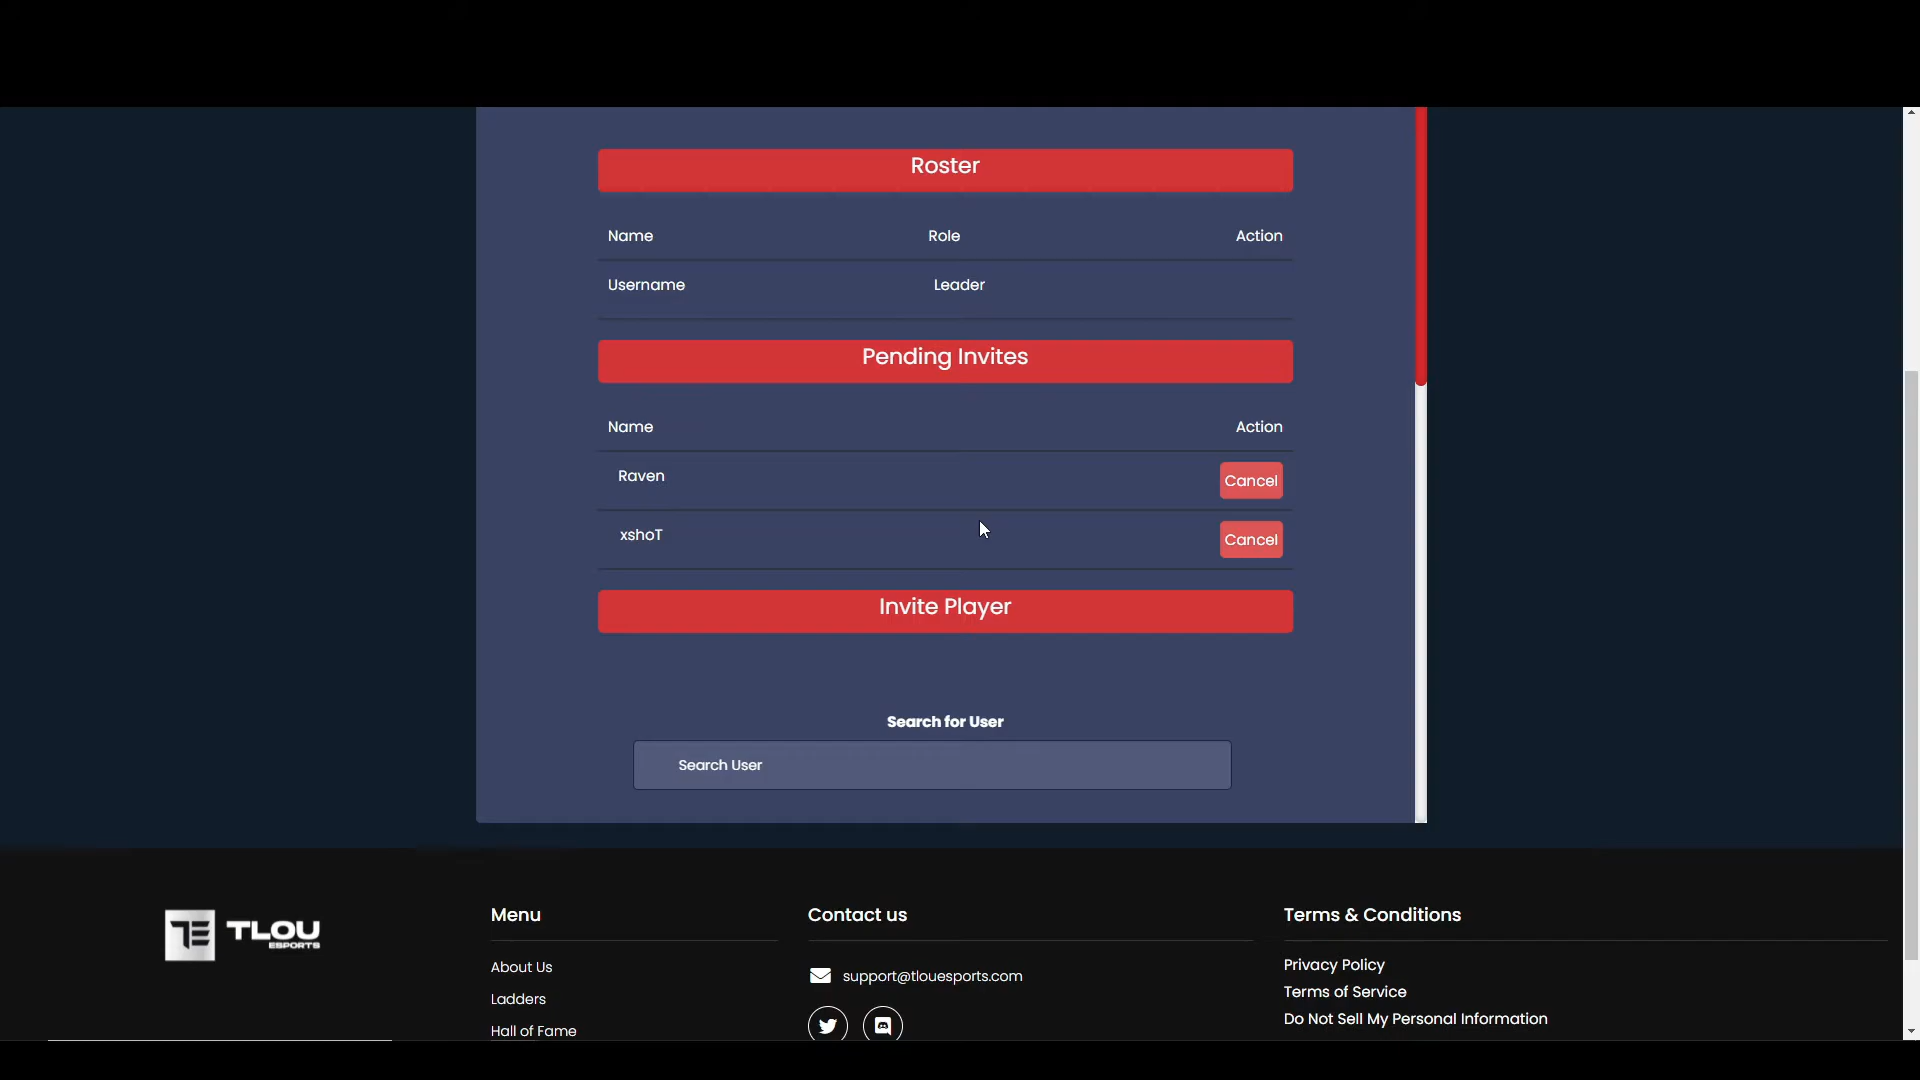 Roster
Name Role Action
Username Leader
Pending Invites
Name Action
Raven Cancel
xshoT Cancel
Invite Player
Search for User
Search User
TE TLOU
ESPORTS
Menu
About Us
Ladders
Hall of Fame
Contact us
support@tlouesports.com
Terms & Conditions
Privacy Policy
Terms of Service
Do Not Sell My Personal Information